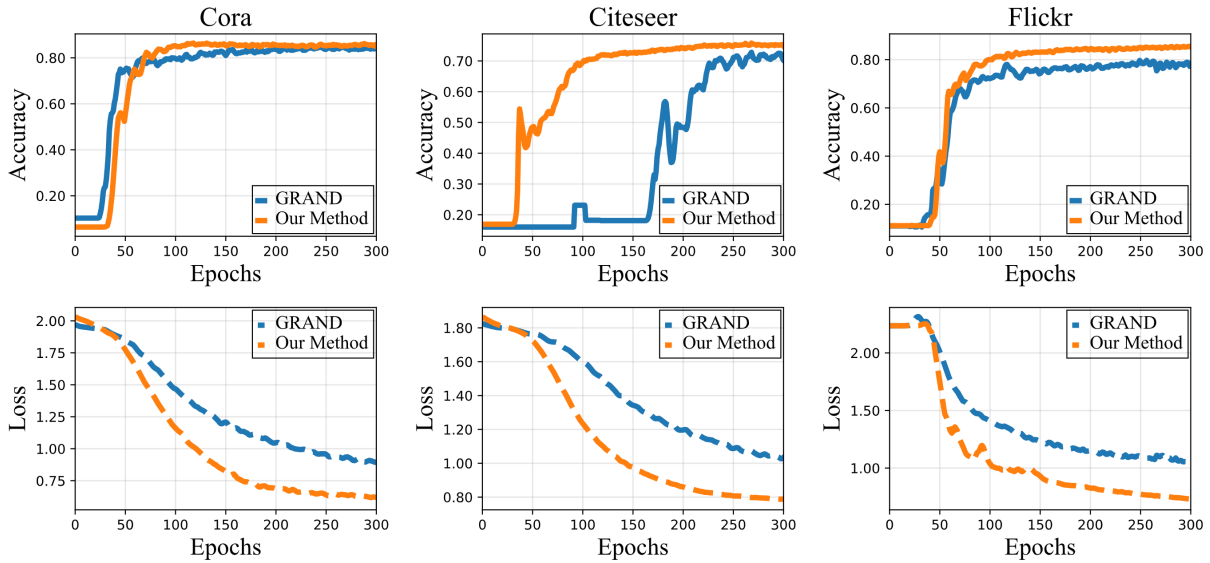 Cora
Accuracy
0.80
0.60
0.40
0.20
0 50 100 150 200 250 300
Epochs
GRAND
Our Method
Citeseer
Accuracy
0.70
0.60
0.50
0.40
0.30
0.20
0 50 100 150 200 250 300
Epochs
GRAND
Our Method
Flickr
Accuracy
0.80
0.60
0.40
0.20
0 50 100 150 200 250 300
Epochs
GRAND
Our Method
Loss
2.00
1.75
1.50
1.25
1.00
0.75
0 50 100 150 200 250 300
Epochs
GRAND
Our Method
Loss
1.80
1.60
1.40
1.20
1.00
0.80
0 50 100 150 200 250 300
Epochs
GRAND
Our Method
Loss
2.00
1.50
1.00
0 50 100 150 200 250 300
Epochs
GRAND
Our Method